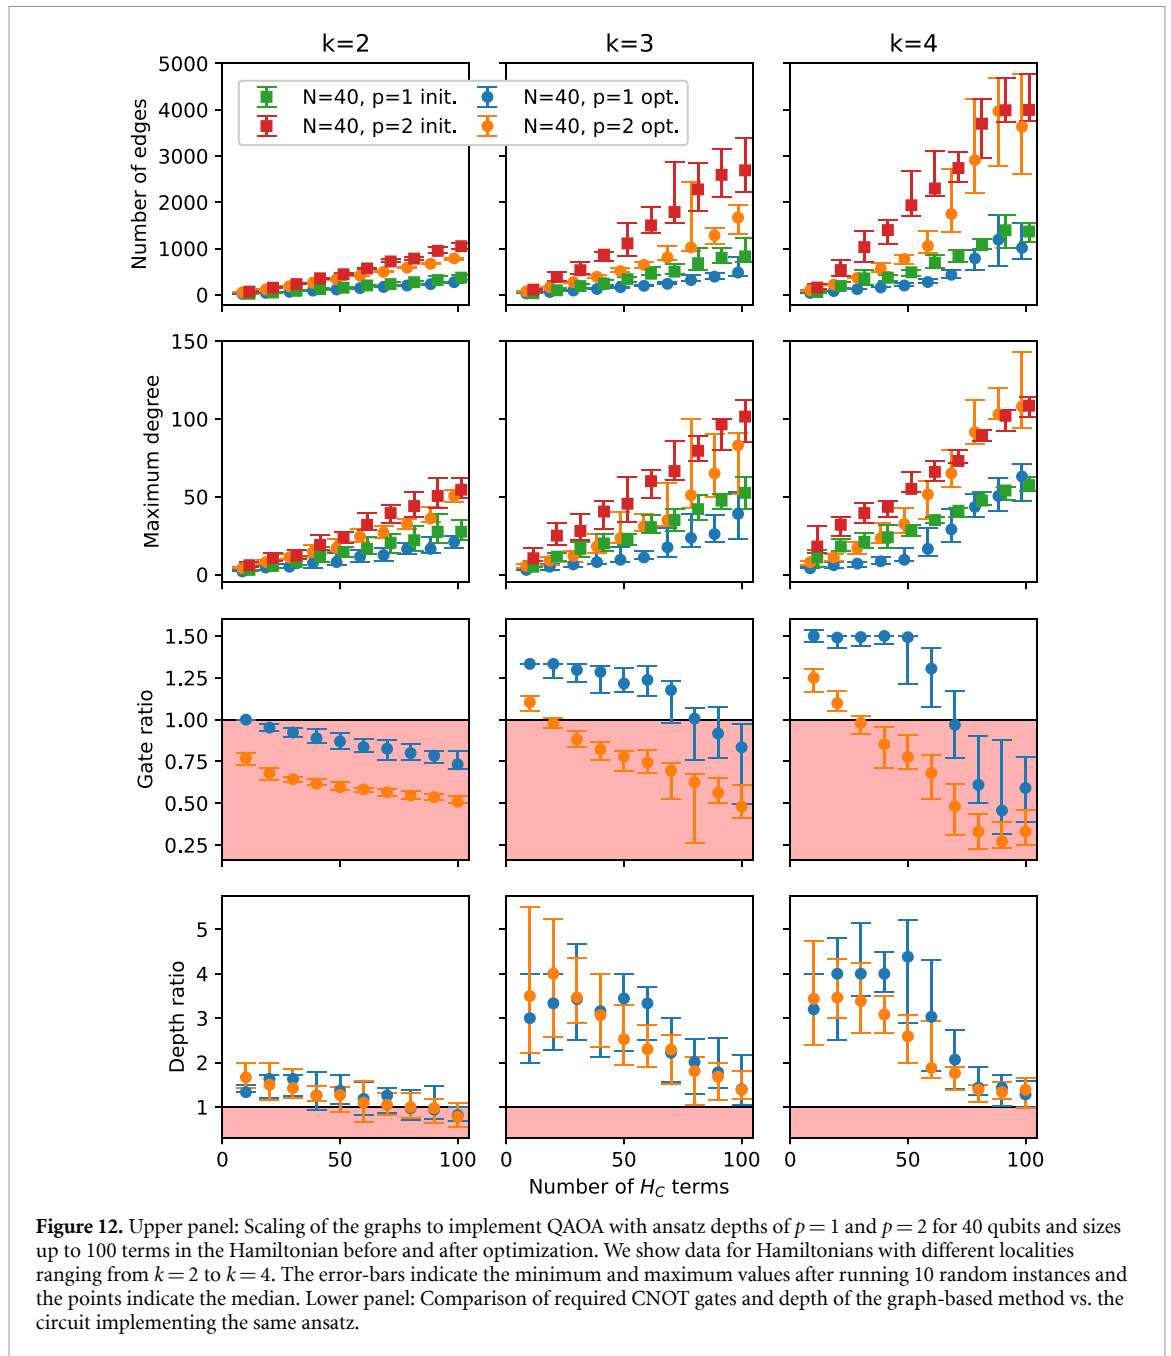 k=2 k=3 k=4
5000
4000
3000
2000
1000
0
Number of edges
N=40, p=1 init. N=40, p=1 opt.
N=40, p=2 init. N=40, p=2 opt.
150
100
50
0
Maximum degree
1.50
1.25
1.00
0.75
0.50
0.25
Gate ratio
5
4
3
2
1
Depth ratio
0 50 100 0 50 100 0 50 100
Number of H_C terms
Figure 12. Upper panel: Scaling of the graphs to implement QAOA with ansatz depths of p = 1 and p = 2 for 40 qubits and sizes
up to 100 terms in the Hamiltonian before and after optimization. We show data for Hamiltonians with different localities
ranging from k = 2 to k = 4. The error-bars indicate the minimum and maximum values after running 10 random instances and
the points indicate the median. Lower panel: Comparison of required CNOT gates and depth of the graph-based method vs. the
circuit implementing the same ansatz.